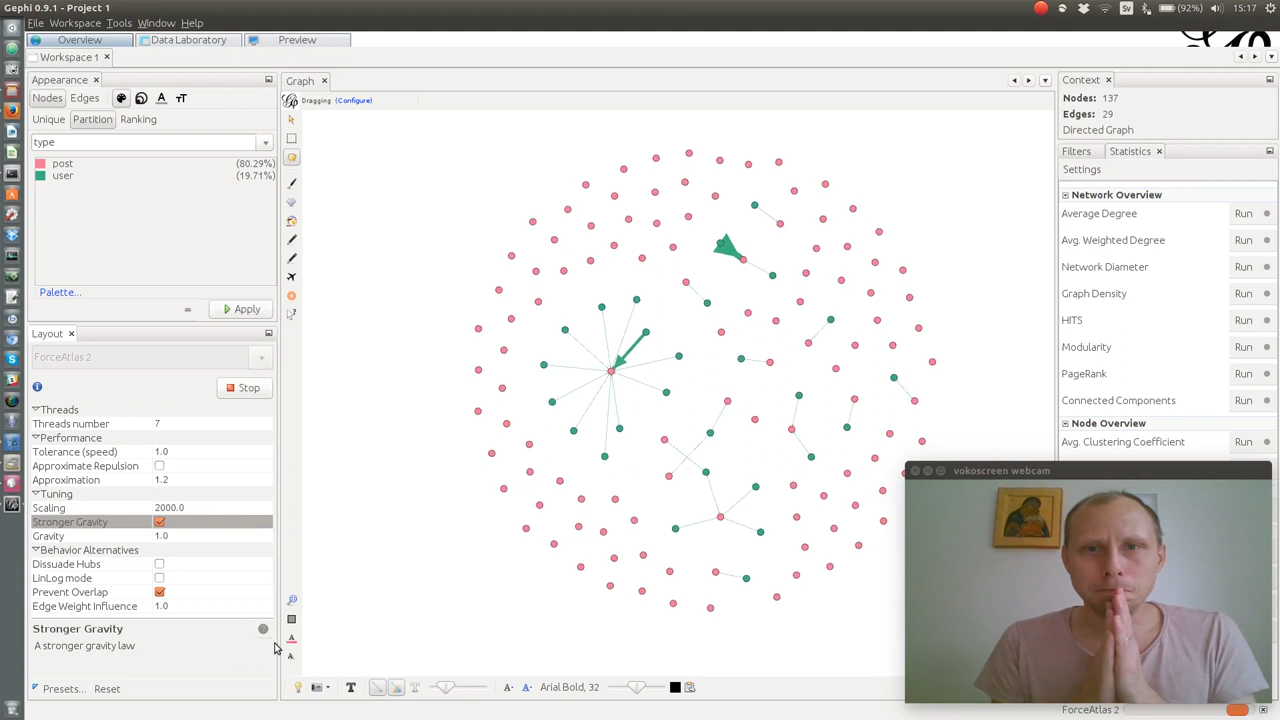 Gephi 0.9.1 - Project 1
Sv (92%) 15:17
File Workspace Tools Window Help
Overview Data Laboratory Preview
Workspace 1
Appearance
Graph
Context
Nodes Edges
Dragging (Configure)
Nodes: 137
Edges: 29
Directed Graph
Unique Partition Ranking
type
Filters Statistics
Settings
post (80.29%)
user (19.71%)
Network Overview
Average Degree Run
Avg. Weighted Degree Run
Network Diameter Run
Graph Density Run
HITS Run
Modularity Run
PageRank Run
Connected Components Run
Node Overview
Avg. Clustering Coefficient Run
Palette...
Apply
Layout
ForceAtlas 2
Stop
Threads
Threads number 7
Performance
Tolerance (speed) 1.0
Approximate Repulsion
Approximation 1.2
Tuning
Scaling 2000.0
Stronger Gravity
Gravity 1.0
Behavior Alternatives
Dissuade Hubs
LinLog mode
Prevent Overlap
Edge Weight Influence 1.0
Stronger Gravity
A stronger gravity law
Presets... Reset
Arial Bold, 32
vokoscreen webcam
ForceAtlas 2